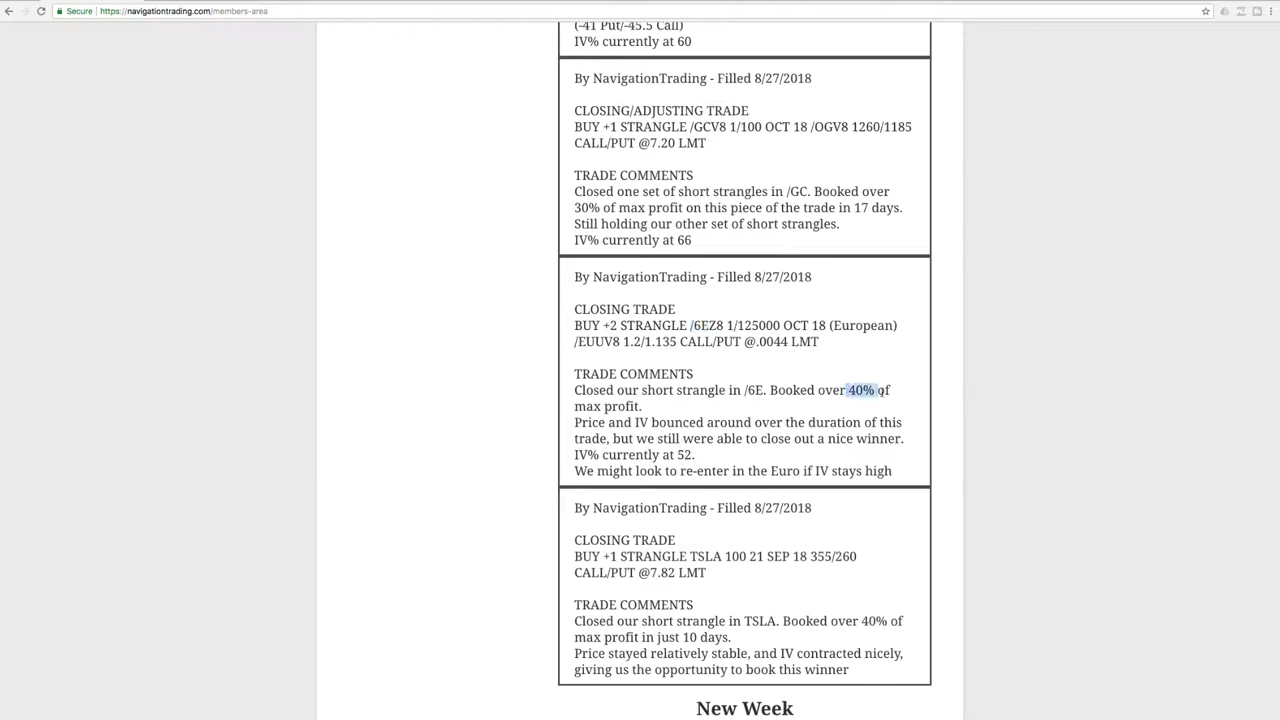 Secure
https://navigationtrading.com/members-area
(-41 Put/-45.5 Call)
IV% currently at 60
By NavigationTrading - Filled 8/27/2018
CLOSING/ADJUSTING TRADE
BUY +1 STRANGLE /GCV8 1/100 OCT 18 /OGV8 1260/1185
CALL/PUT @7.20 LMT
TRADE COMMENTS
Closed one set of short strangles in /GC. Booked over
30% of max profit on this piece of the trade in 17 days.
Still holding our other set of short strangles.
IV% currently at 66
By NavigationTrading - Filled 8/27/2018
CLOSING TRADE
BUY +2 STRANGLE /6EZ8 1/125000 OCT 18 (European)
/EUUV8 1.2/1.135 CALL/PUT @.0044 LMT
TRADE COMMENTS
Closed our short strangle in /6E. Booked over 40% of
max profit.
Price and IV bounced around over the duration of this
trade, but we still were able to close out a nice winner.
IV% currently at 52.
We might look to re-enter in the Euro if IV stays high
By NavigationTrading - Filled 8/27/2018
CLOSING TRADE
BUY +1 STRANGLE TSLA 100 21 SEP 18 355/260
CALL/PUT @7.82 LMT
TRADE COMMENTS
Closed our short strangle in TSLA. Booked over 40% of
max profit in just 10 days.
Price stayed relatively stable, and IV contracted nicely,
giving us the opportunity to book this winner
New Week